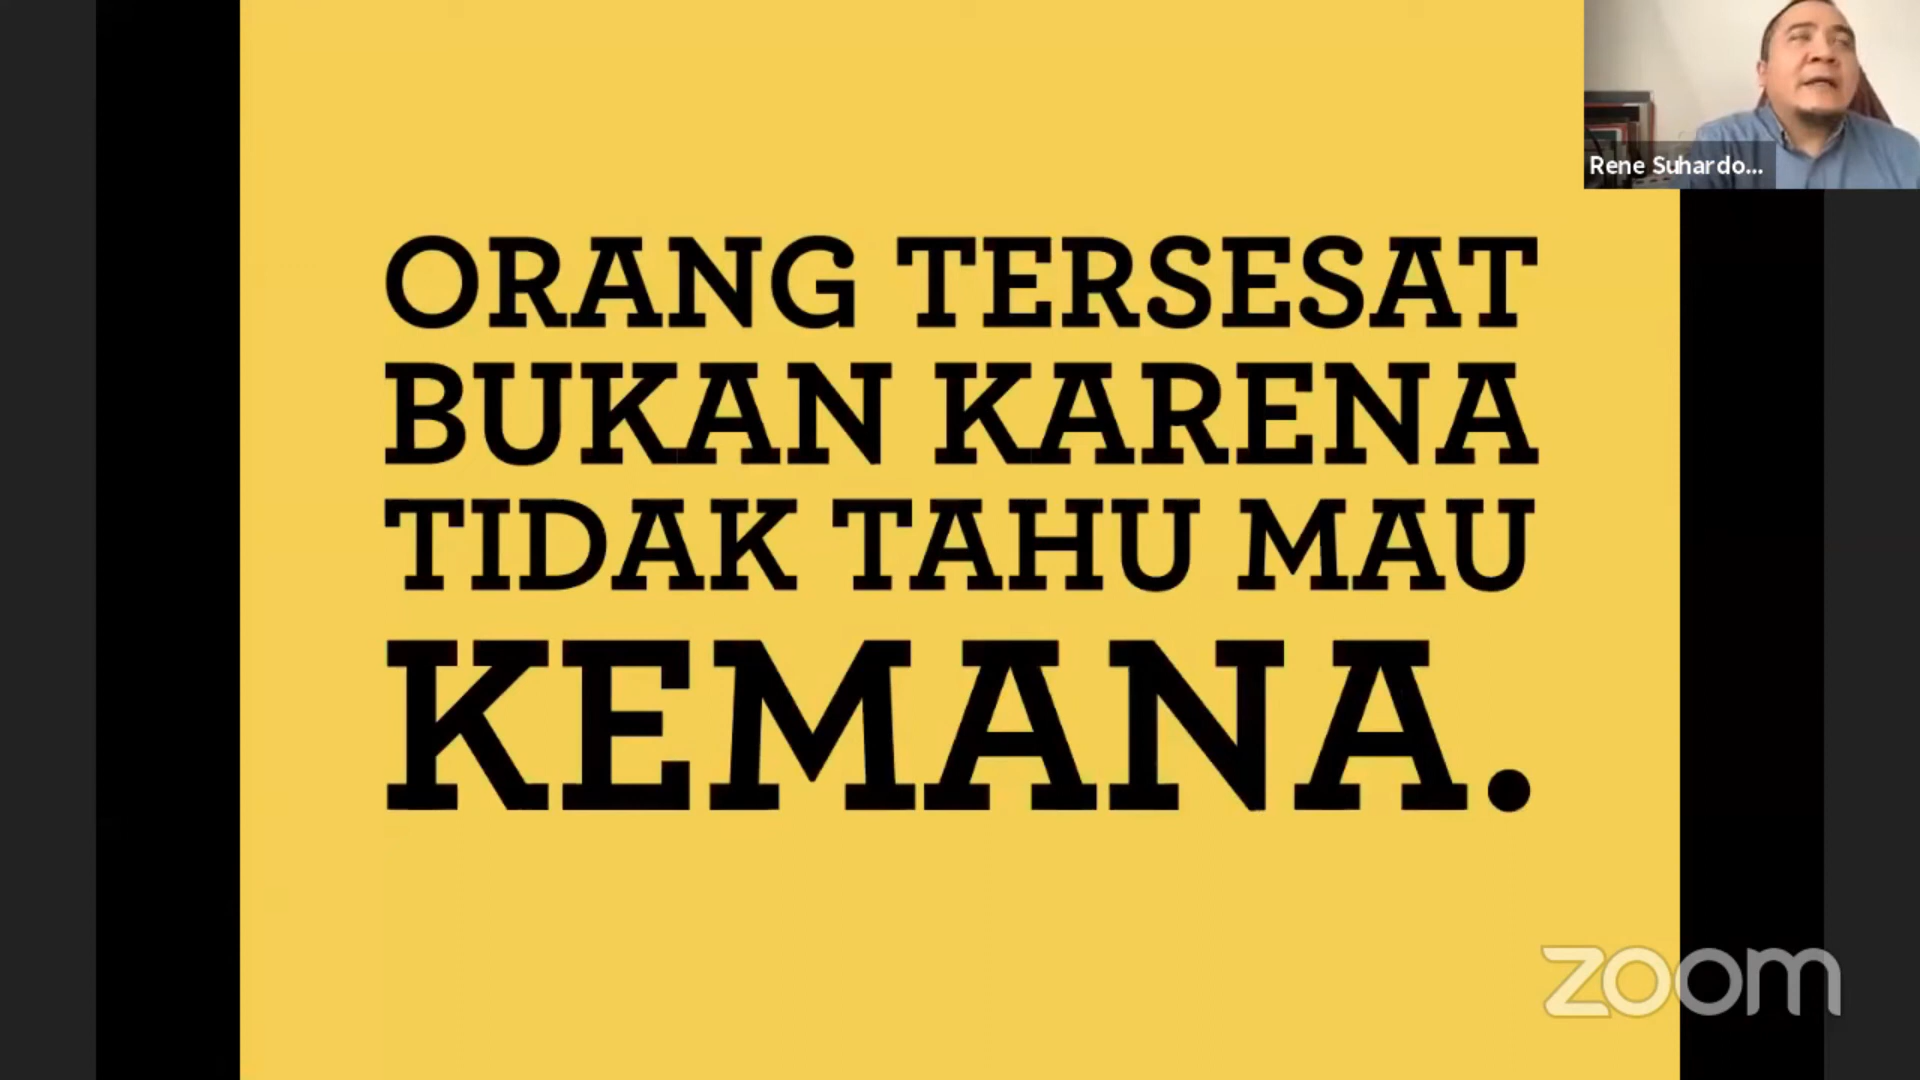 Rene Suhardo...
ORANG TERSESAT
BUKAN KARENA
TIDAK TAHU MAU
KEMANA.
zoom